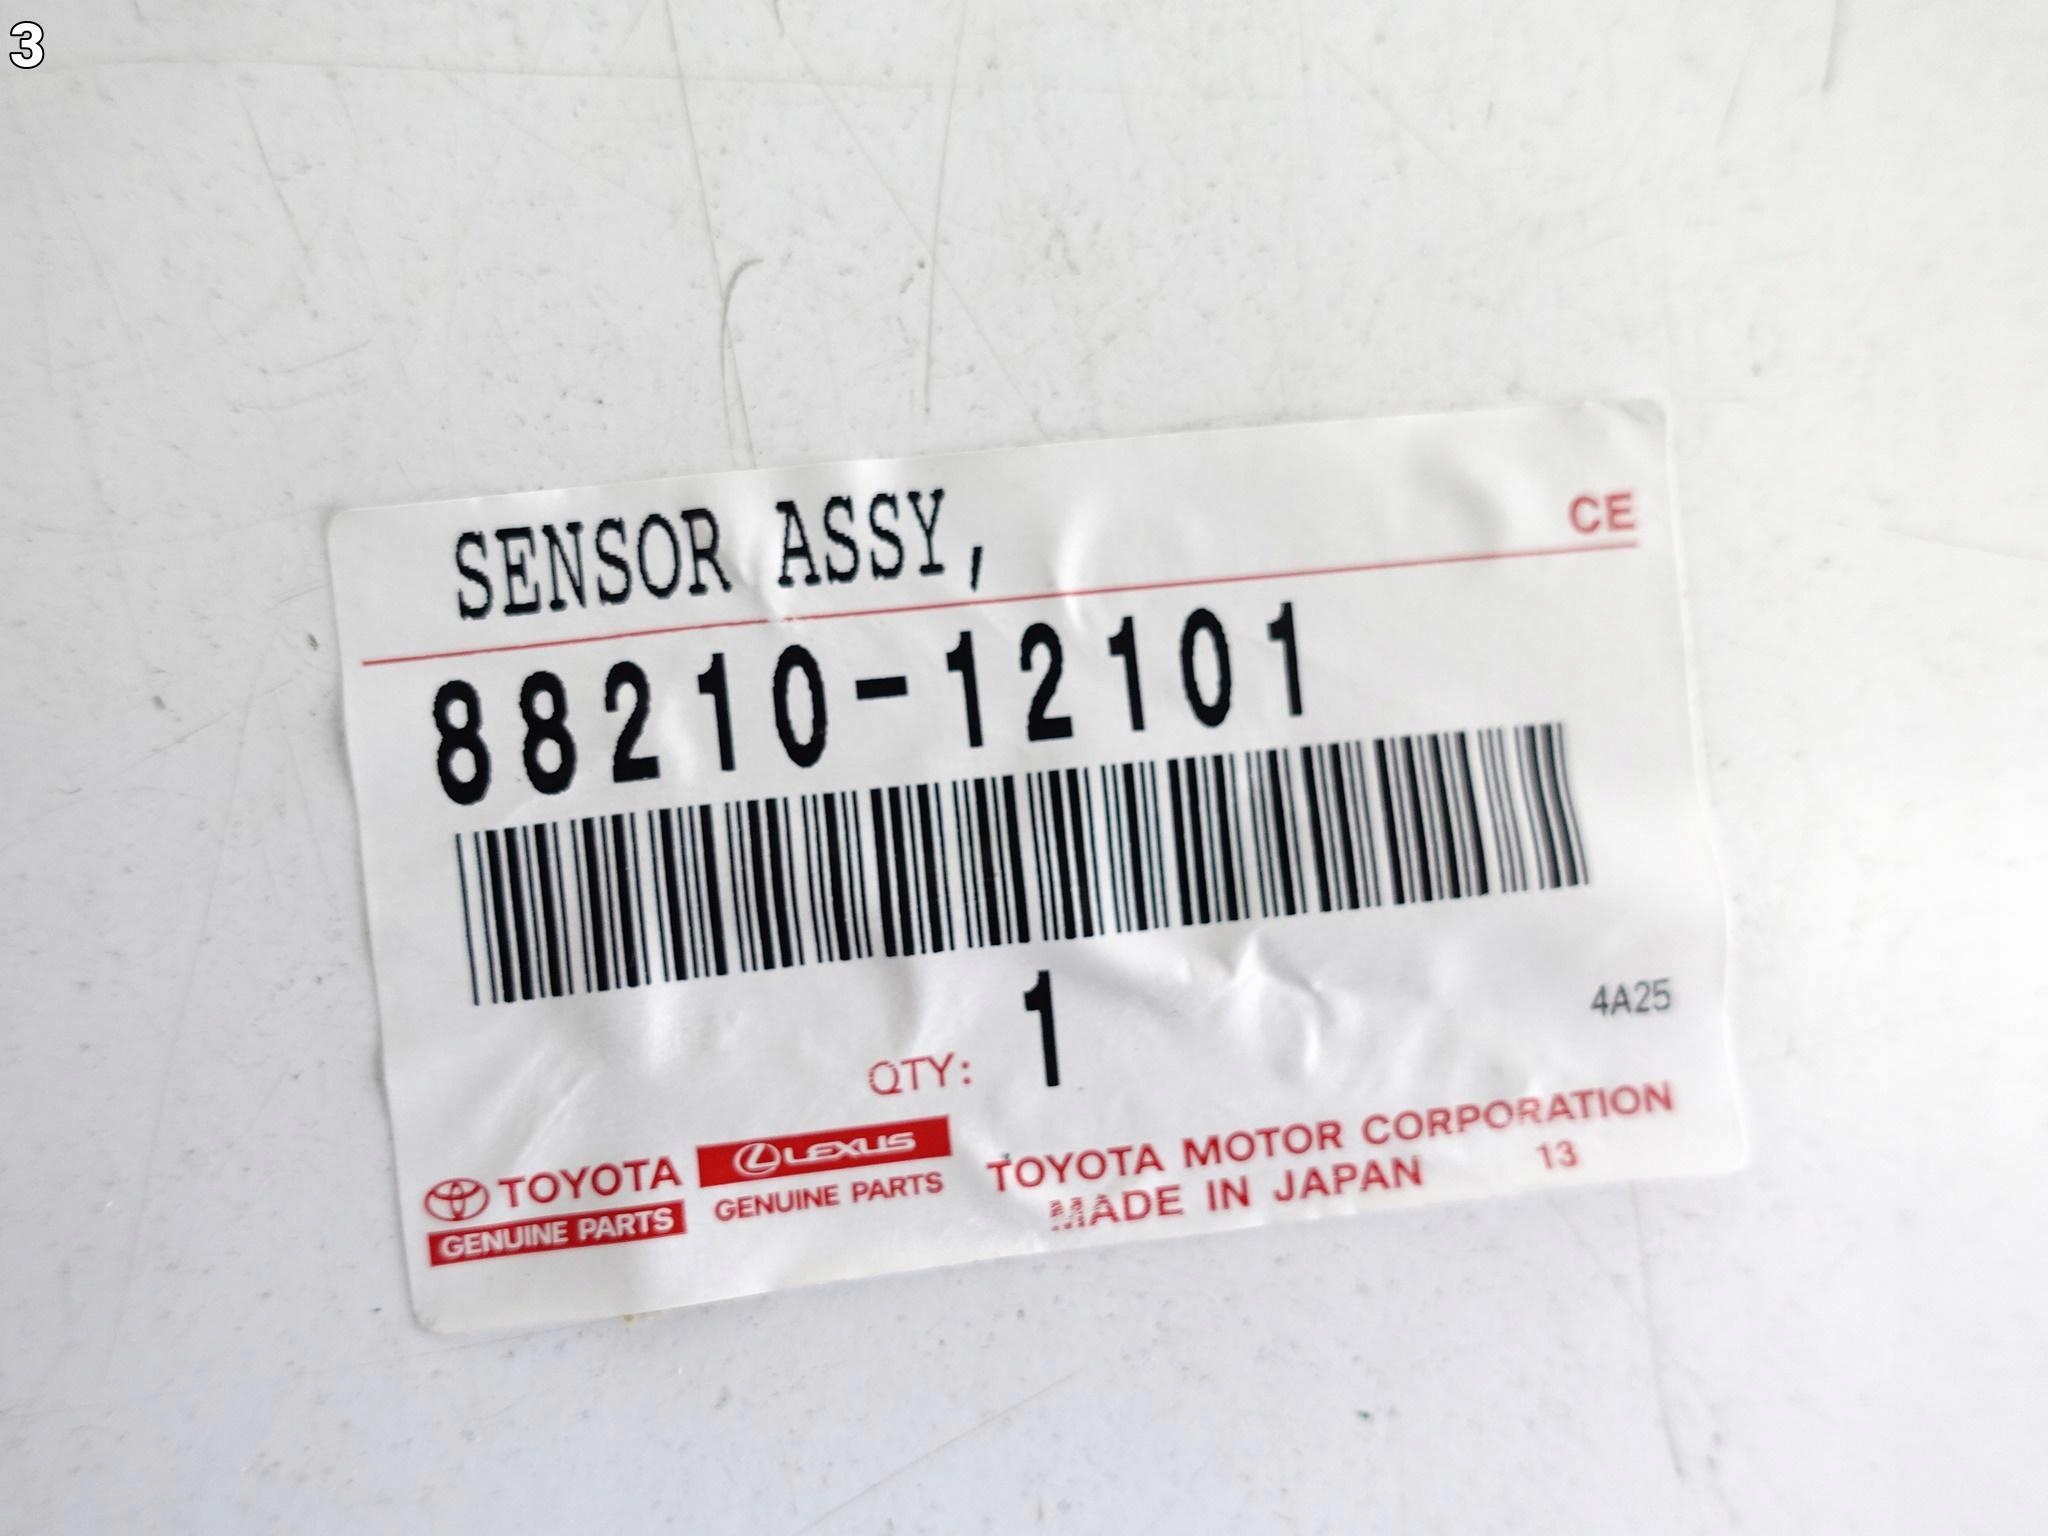 3
SENSOR ASSY,
CE
88210-12101
1
4A25
QTY:
TOYOTA
GENUINE PARTS
LEXUS
GENUINE PARTS
TOYOTA MOTOR CORPORATION
MADE IN JAPAN 13